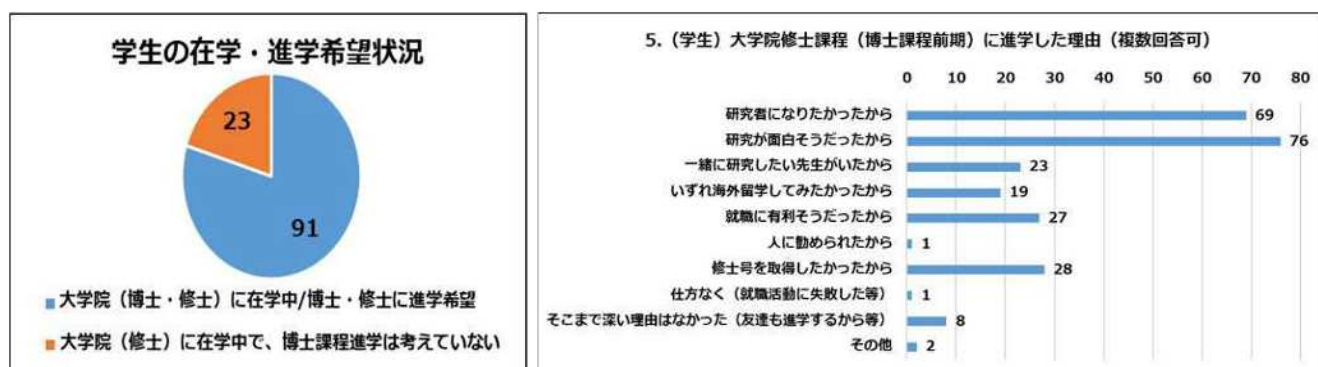 学生の在学・進学希望状況
23
91
大学院（博士・修士）に在学中/博士・修士に進学希望
大学院（修士）に在学中で、博士課程進学は考えていない
5.（学生）大学院修士課程（博士課程前期）に進学した理由（複数回答可）
0 10 20 30 40 50 60 70 80
研究者になりたかったから 69
研究が面白そうだったから 76
一緒に研究したい先生がいたから 23
いずれ海外留学してみたかったから 19
就職に有利そうだったから 27
人に勧められたから 1
修士号を取得したかったから 28
仕方なく（就職活動に失敗した等） 1
そこまで深い理由はなかった（友達も進学するから等） 8
その他 2